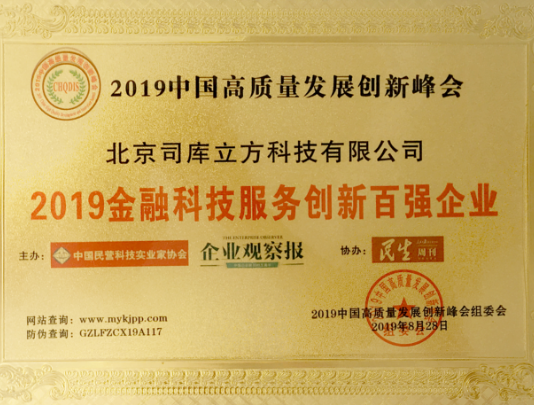 CHQDIS
2019中国高质量发展创新峰会
北京司库立方科技有限公司
2019金融科技服务创新百强企业
主办： 中国民营科技实业家协会 企业观察报 协办： 民生周刊
网站查询：www.mykjpp.com
防伪查询：GZLFZCX19A117
2019中国高质量发展创新峰会组委会
2019年8月28日
组委会